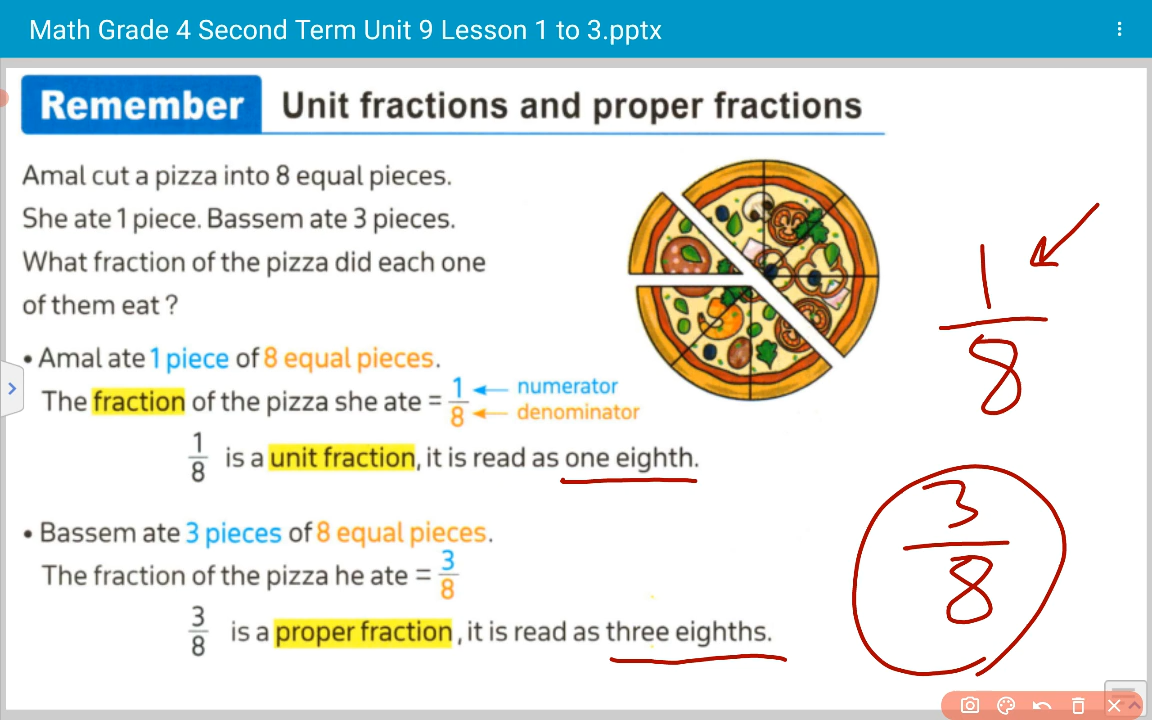 Math Grade 4 Second Term Unit 9 Lesson 1 to 3.pptx
Remember Unit fractions and proper fractions
Amal cut a pizza into 8 equal pieces.
She ate 1 piece. Bassem ate 3 pieces.
What fraction of the pizza did each one
of them eat ?
• Amal ate 1 piece of 8 equal pieces.
The fraction of the pizza she ate = 1/8
numerator
denominator
1/8 is a unit fraction, it is read as one eighth.
• Bassem ate 3 pieces of 8 equal pieces.
The fraction of the pizza he ate = 3/8
3/8 is a proper fraction, it is read as three eighths.
1/8
3/8